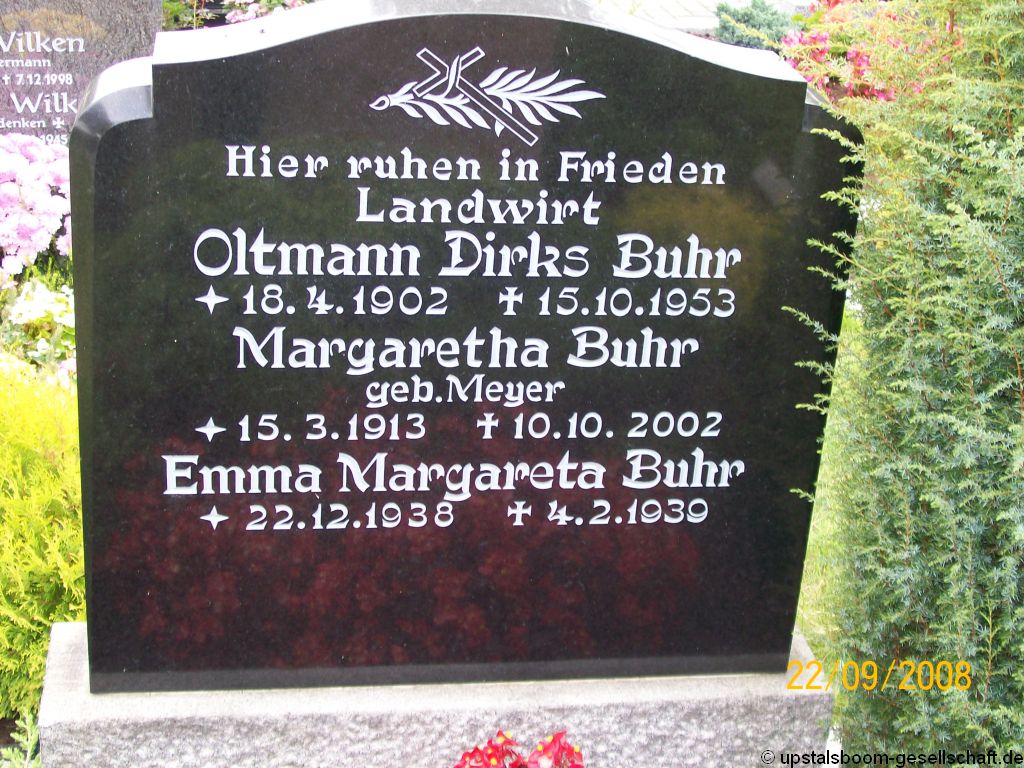 Wilken
† 7.12.1998
Hier ruhen in Frieden
Landwirt
Oltmann Dirks Buhr
✦ 18. 4. 1902 ✝ 15.10.1953
Margaretha Buhr
geb. Meyer
✦ 15. 3. 1913 ✝ 10.10. 2002
Emma Margareta Buhr
✦ 22.12.1938 ✝ 4.2.1939
22/09/2008
© upstalsboom-gesellschaft.de